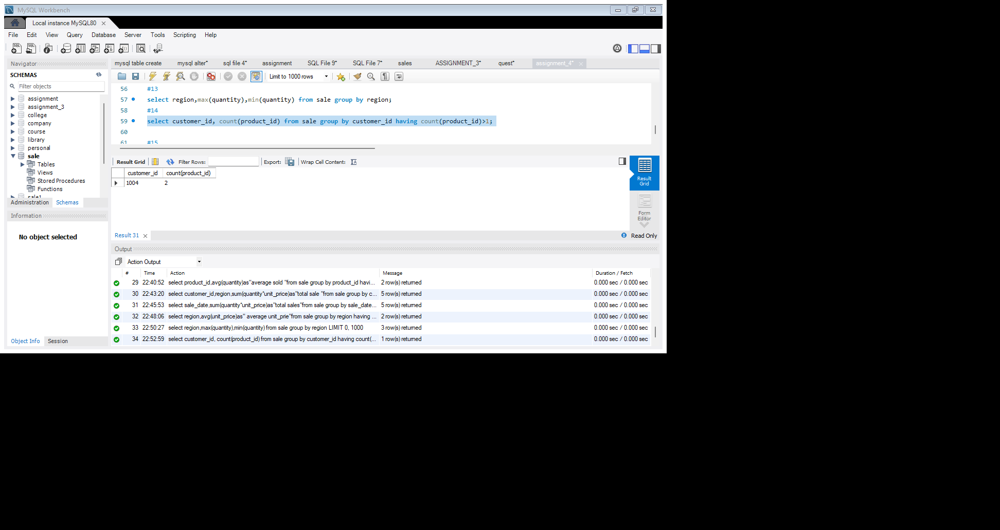 MySQL Workbench
Local instance MySQL80
File Edit View Query Database Server Tools Scripting Help
Navigator
SCHEMAS
Filter objects
assignment
assignment_3
college
company
course
library
personal
sale
Tables
Views
Stored Procedures
Functions
sale1
Administration Schemas
Information
No object selected
Object Info Session
mysql table create mysql alter* sql file 4* assignment SQL File 9* SQL File 7* sales ASSIGNMENT_3* quest* assignment_4*
Limit to 1000 rows
56 #13
57 select region,max(quantity),min(quantity) from sale group by region;
58 #14
59 select customer_id, count(product_id) from sale group by customer_id having count(product_id)>1;
60
61 #15
Result Grid Filter Rows: Export: Wrap Cell Content:
customer_id count(product_id)
1004 2
Result Grid
Form Editor
Result 31 Read Only
Output
Action Output
# Time Action Message Duration / Fetch
29 22:40:52 select product_id,avg(quantity)as"average sold "from sale group by product_id havi... 2 row(s) returned 0.000 sec / 0.000 sec
30 22:43:20 select customer_id,region,sum(quantity*unit_price)as"total sale "from sale group by c... 5 row(s) returned 0.000 sec / 0.000 sec
31 22:45:53 select sale_date,sum(quantity*unit_price)as"total sales"from sale group by sale_date... 5 row(s) returned 0.000 sec / 0.000 sec
32 22:48:06 select region,avg(unit_price)as" average unit_prie"from sale group by region having ... 2 row(s) returned 0.000 sec / 0.000 sec
33 22:50:27 select region,max(quantity),min(quantity) from sale group by region LIMIT 0, 1000 3 row(s) returned 0.000 sec / 0.000 sec
34 22:52:59 select customer_id, count(product_id) from sale group by customer_id having count(... 1 row(s) returned 0.000 sec / 0.000 sec